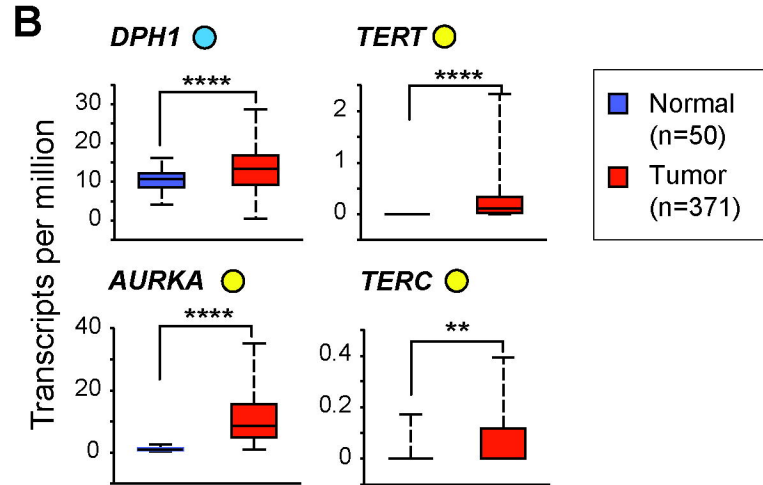 B
DPH1
TERT
****
****
30
20
10
0
2
1
0
Normal
(n=50)
Tumor
(n=371)
Transcripts per million
AURKA
TERC
****
**
40
20
0
0.4
0.2
0